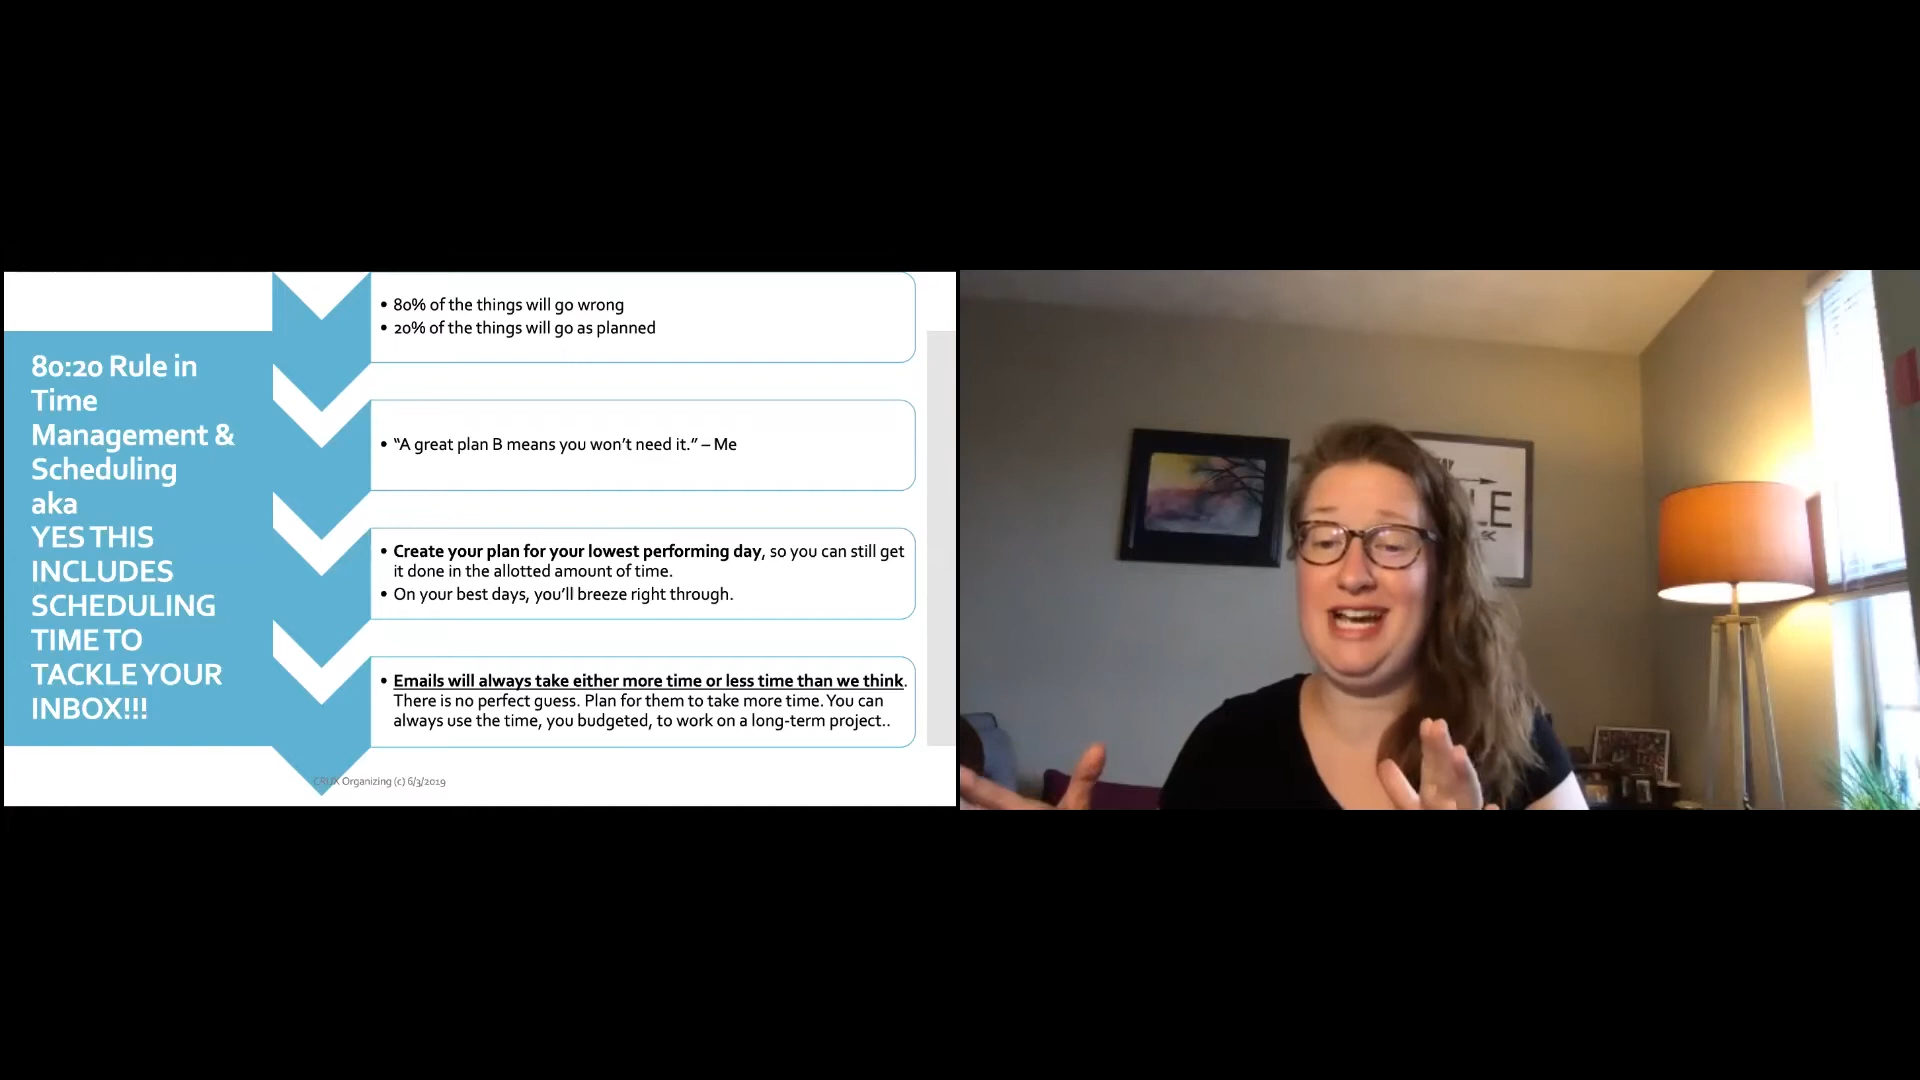 80:20 Rule in
Time
Management &
Scheduling
aka
YES THIS
INCLUDES
SCHEDULING
TIME TO
TACKLE YOUR
INBOX!!!
• 80% of the things will go wrong
• 20% of the things will go as planned
• “A great plan B means you won’t need it.” – Me
• Create your plan for your lowest performing day, so you can still get
it done in the allotted amount of time.
• On your best days, you’ll breeze right through.
• Emails will always take either more time or less time than we think.
There is no perfect guess. Plan for them to take more time. You can
always use the time, you budgeted, to work on a long-term project..
CRUX Organizing (c) 6/3/2019